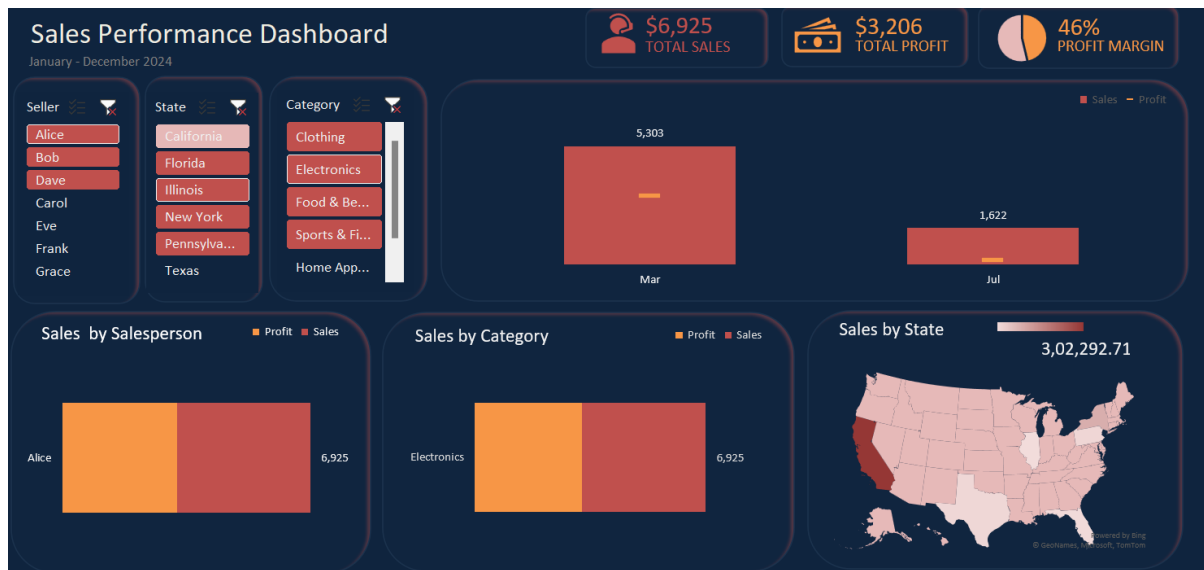 Sales Performance Dashboard
January - December 2024
$6,925
TOTAL SALES
$3,206
TOTAL PROFIT
46%
PROFIT MARGIN
Seller
Alice
Bob
Dave
Carol
Eve
Frank
Grace
State
California
Florida
Illinois
New York
Pennsylva...
Texas
Category
Clothing
Electronics
Food & Be...
Sports & Fi...
Home App...
Sales Profit
5,303
1,622
Mar
Jul
Sales by Salesperson
Profit Sales
Alice
6,925
Sales by Category
Profit Sales
Electronics
6,925
Sales by State
3,02,292.71
Powered by Bing
© GeoNames, Microsoft, TomTom